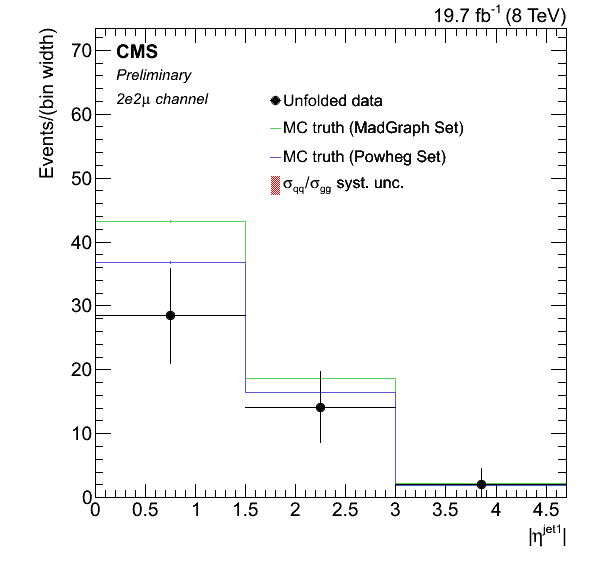 19.7 fb⁻¹ (8 TeV)
CMS
Preliminary
2e2μ channel
Unfolded data
MC truth (MadGraph Set)
MC truth (Powheg Set)
σqq/σgg syst. unc.
Events/(bin width)
70
60
50
40
30
20
10
0
0 0.5 1 1.5 2 2.5 3 3.5 4 4.5
|η^jet1|